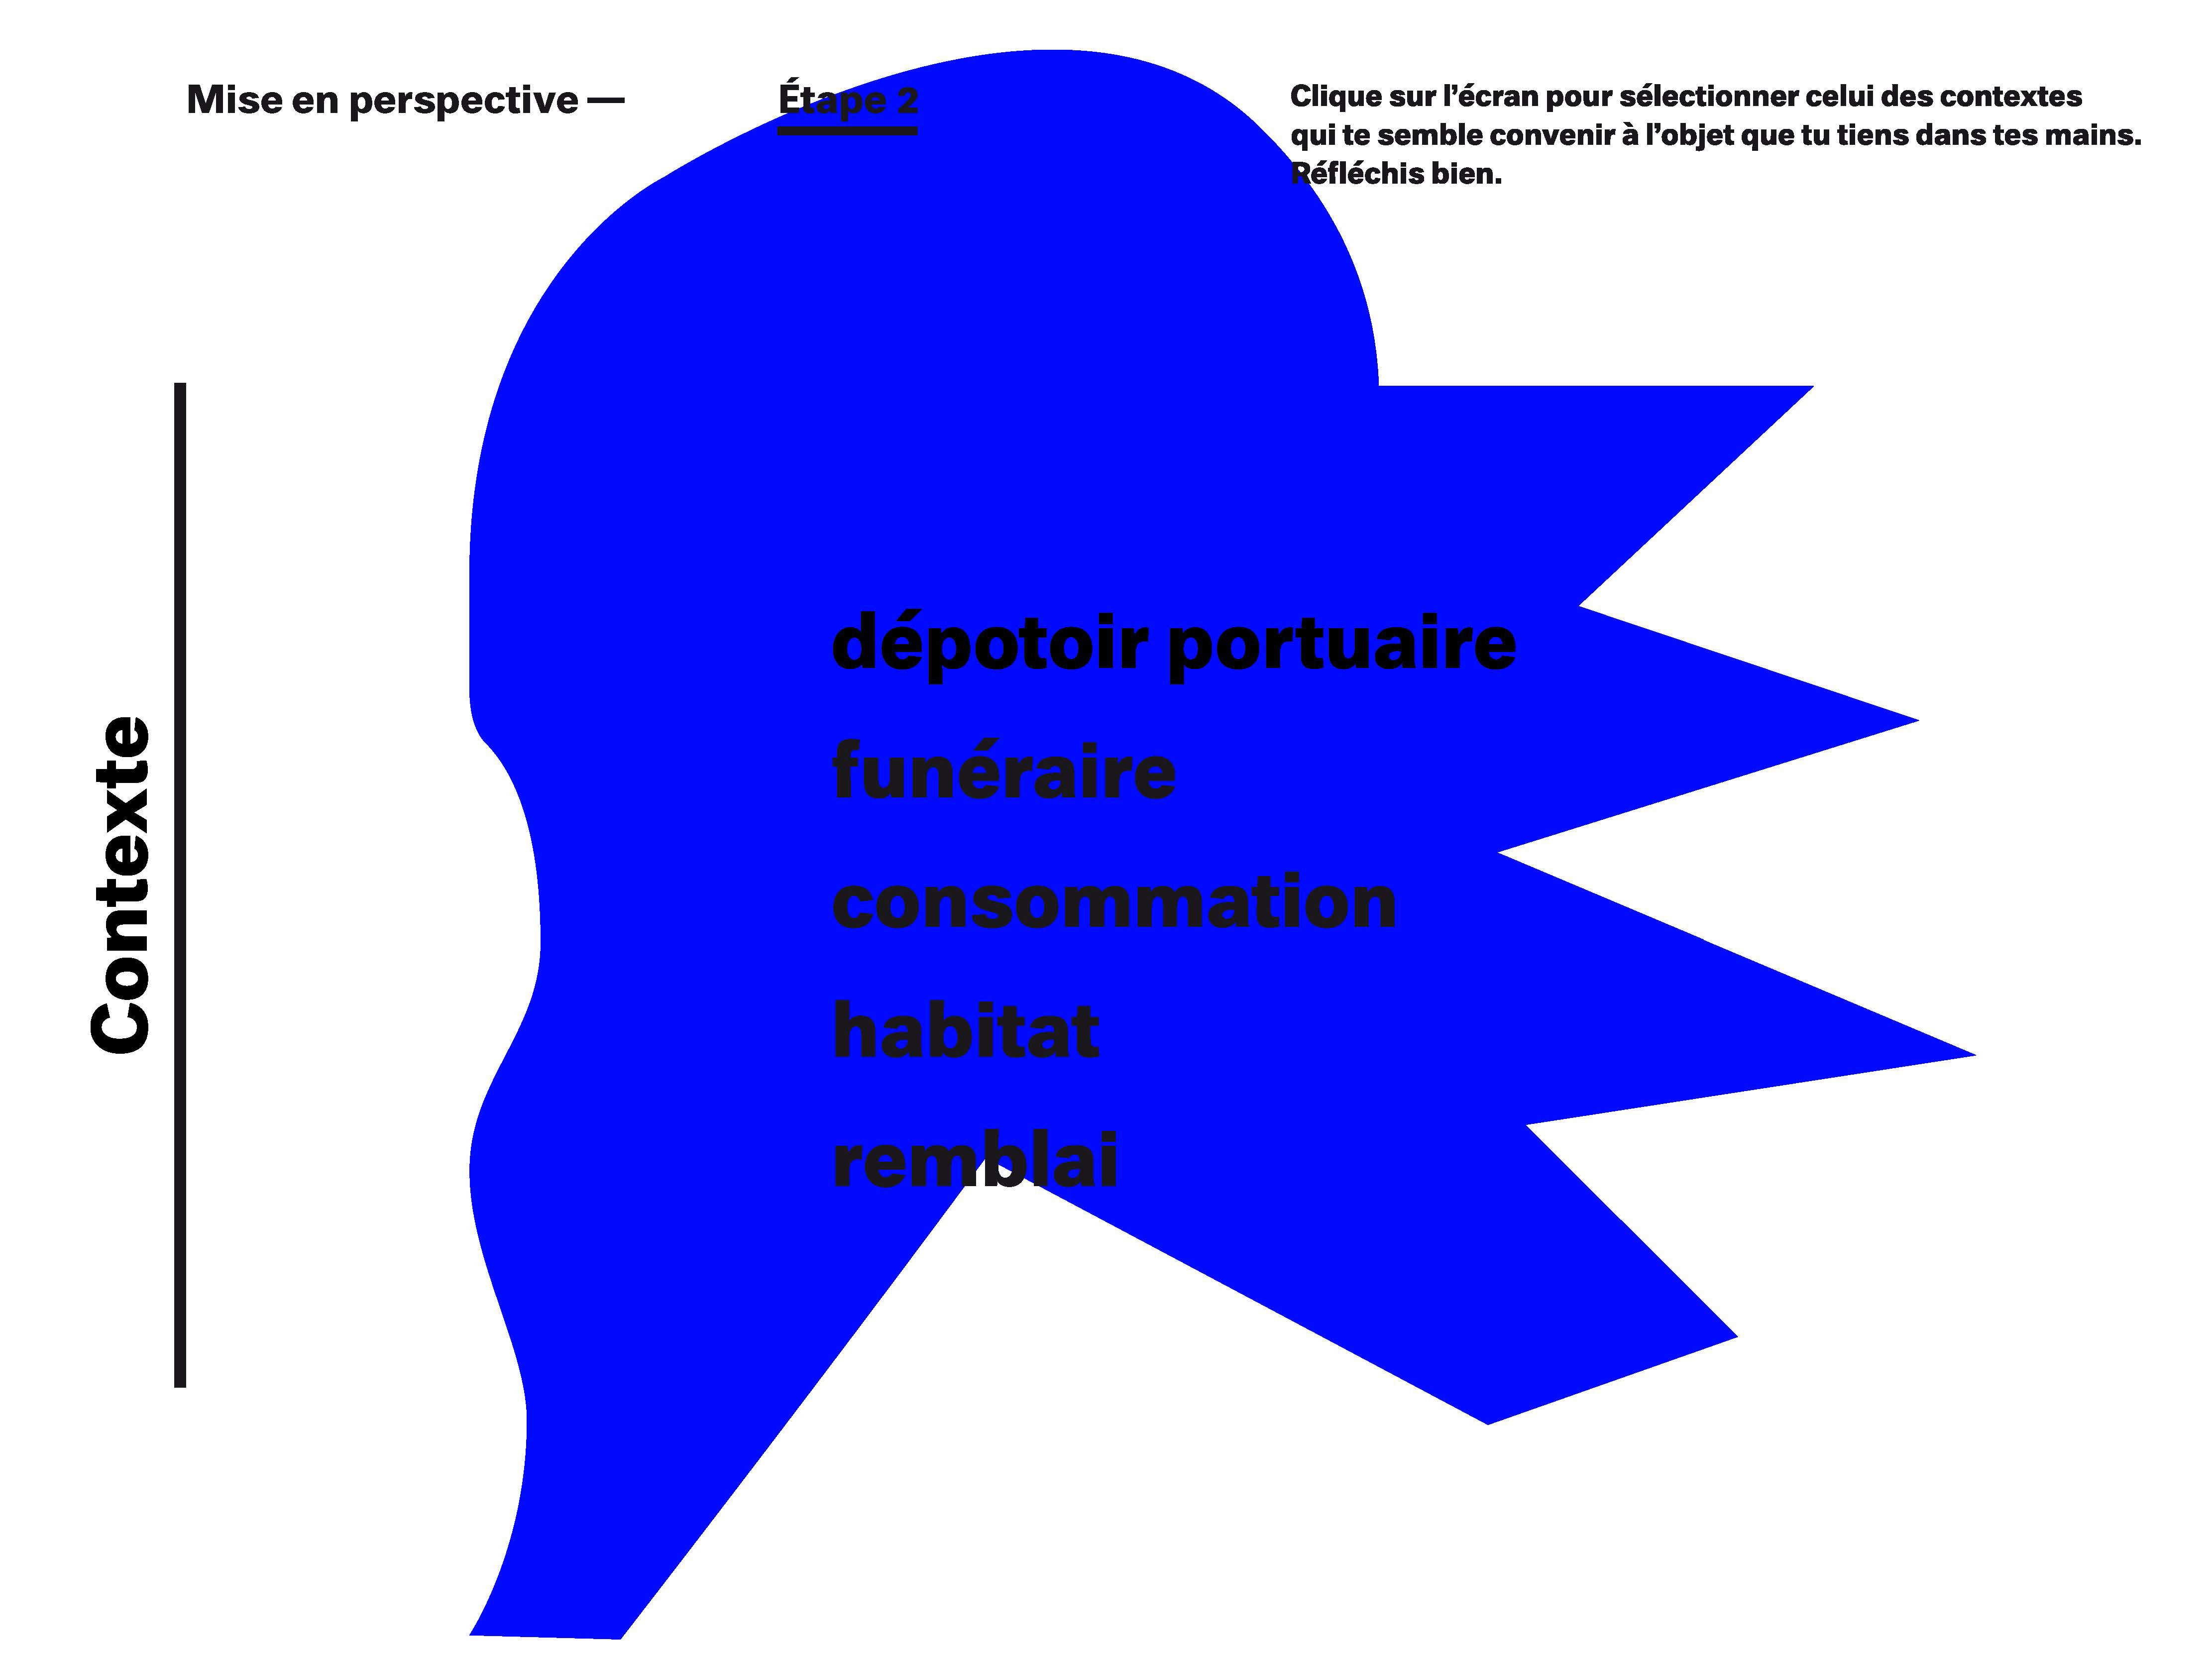 Mise en perspective —
Étape 2
Clique sur l’écran pour sélectionner celui des contextes
qui te semble convenir à l’objet que tu tiens dans tes mains.
Réfléchis bien.
Contexte
dépotoir portuaire
funéraire
consommation
habitat
remblai